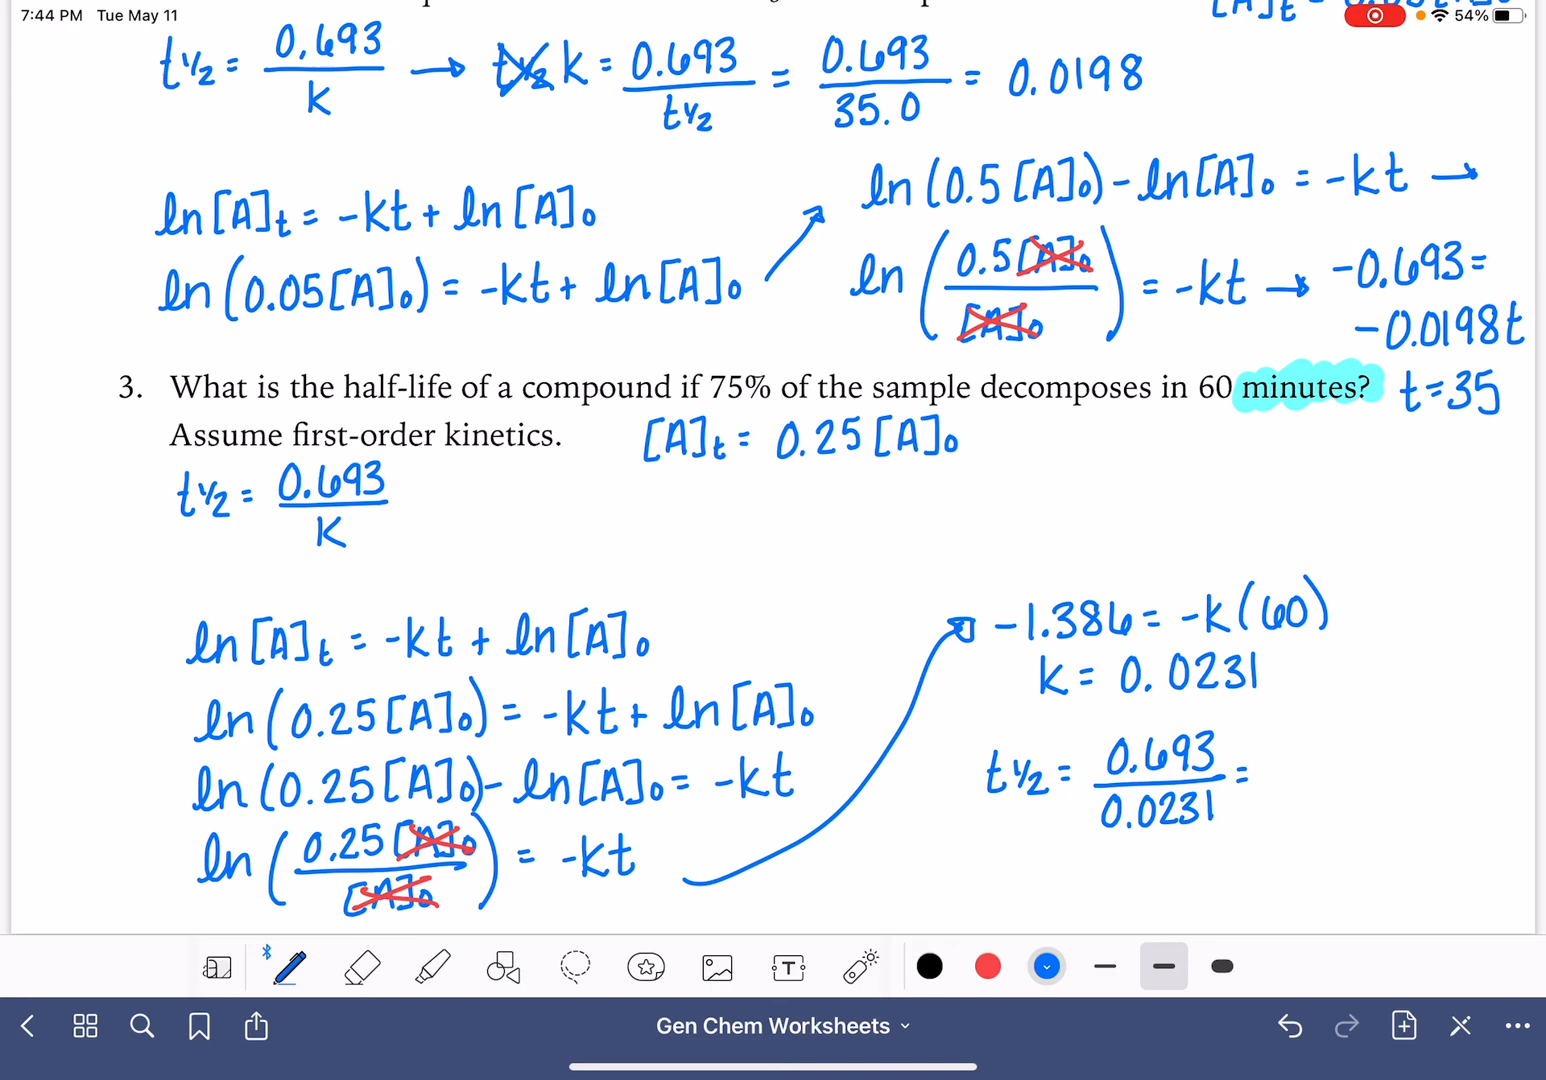 7:44 PM Tue May 11
54%
t½ = 0.693 / k → k = 0.693 / t½ = 0.693 / 35.0 = 0.0198
ln[A]t = -kt + ln[A]₀
ln(0.05[A]₀) = -kt + ln[A]₀
ln(0.5[A]₀) - ln[A]₀ = -kt →
ln(0.5[A]₀ / [A]₀) = -kt → -0.693 =
-0.0198t
t = 35
3. What is the half-life of a compound if 75% of the sample decomposes in 60 minutes?
Assume first-order kinetics.
[A]t = 0.25[A]₀
t½ = 0.693 / K
ln[A]t = -kt + ln[A]₀
ln(0.25[A]₀) = -kt + ln[A]₀
ln(0.25[A]₀) - ln[A]₀ = -kt
ln(0.25[A]₀ / [A]₀) = -kt
-1.386 = -k(60)
k = 0.0231
t½ = 0.693 / 0.0231 =
Gen Chem Worksheets